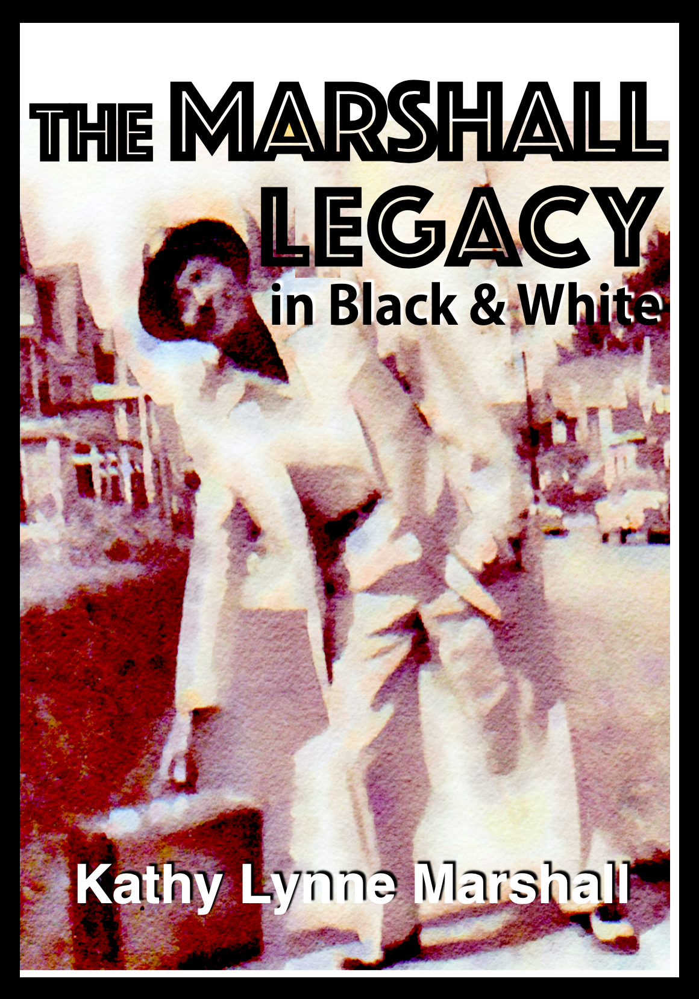 THE MARSHALL
LEGACY
in Black & White
Kathy Lynne Marshall